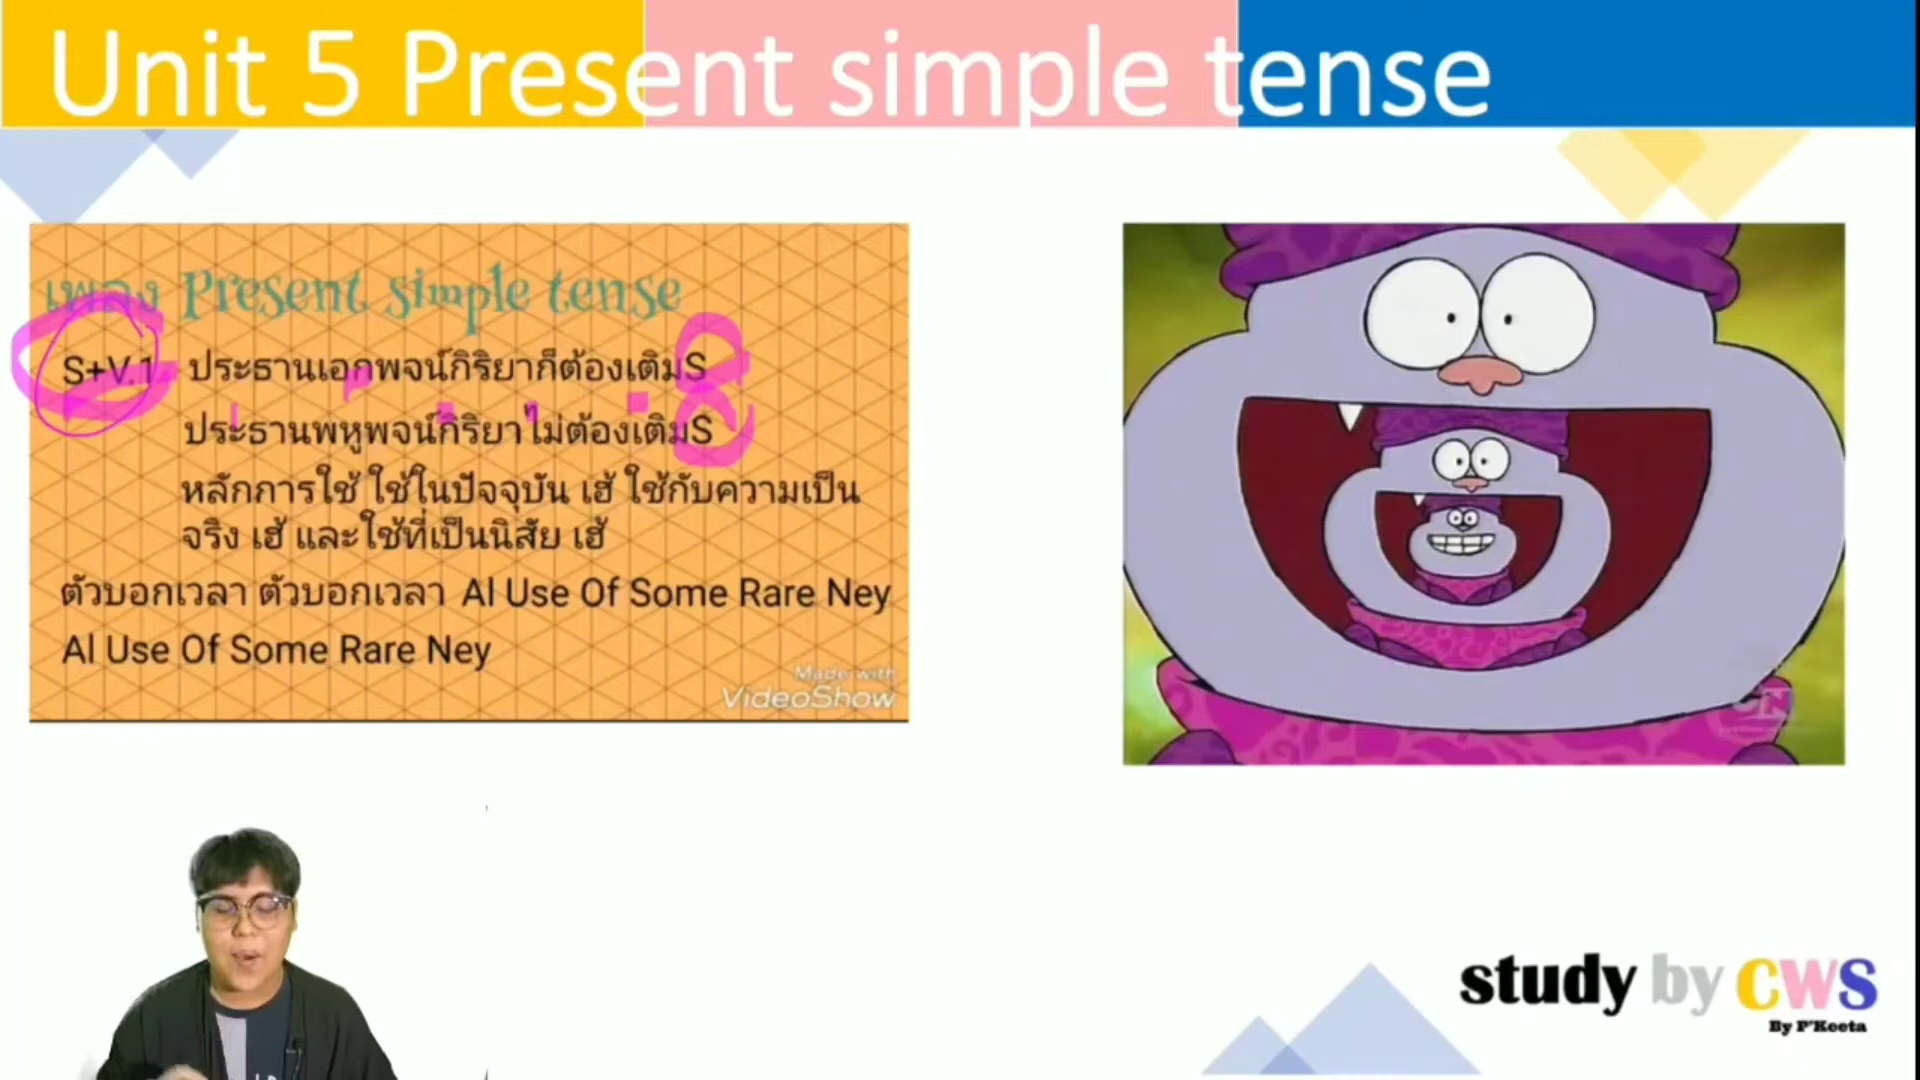 Unit 5 Present simple tense
เพลง Present simple tense
S+V.1 ประธานเอกพจน์กิริยาก็ต้องเติมS
ประธานพหูพจน์กิริยาไม่ต้องเติมS
หลักการใช้ ใช้ในปัจจุบัน เฮ้ ใช้กับความเป็น
จริง เฮ้ และใช้ที่เป็นนิสัย เฮ้
ตัวบอกเวลา ตัวบอกเวลา Al Use Of Some Rare Ney
Al Use Of Some Rare Ney
Made with
VideoShow
study by CWS
By P'Keeta